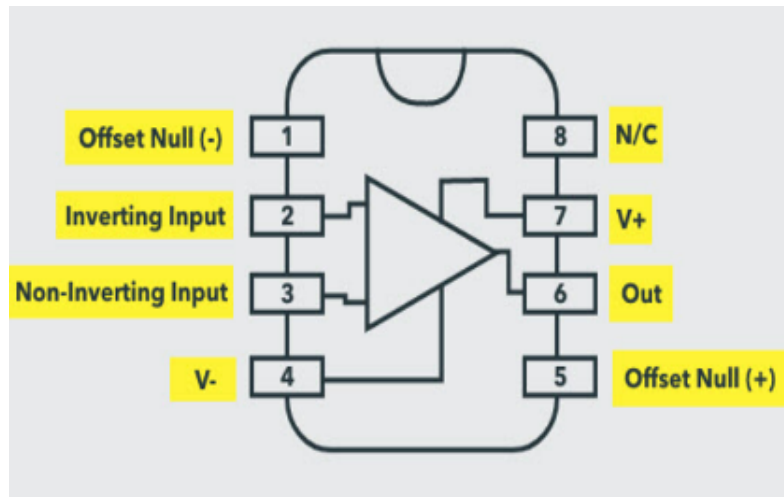 Offset Null (-)
1
8
N/C
Inverting Input
2
7
V+
Non-Inverting Input
3
6
Out
V-
4
5
Offset Null (+)